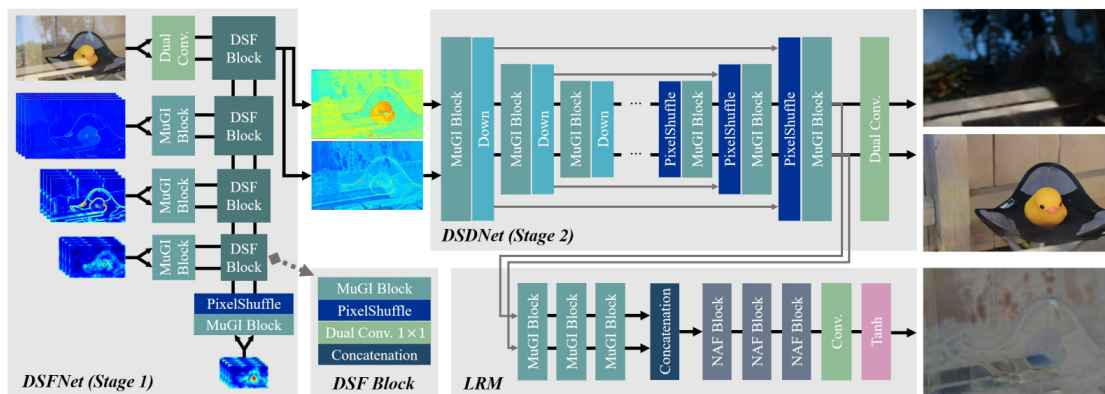 Dual
Conv.
DSF
Block
MuGI
Block
DSF
Block
MuGI
Block
DSF
Block
MuGI
Block
DSF
Block
PixelShuffle
MuGI Block
DSFNet (Stage 1)
MuGI Block
PixelShuffle
Dual Conv. 1×1
Concatenation
DSF Block
MuGI Block
Down
MuGI Block
Down
MuGI Block
Down
...
...
PixelShuffle
MuGI Block
PixelShuffle
MuGI Block
PixelShuffle
MuGI Block
Dual Conv.
DSDNet (Stage 2)
MuGI Block
MuGI Block
MuGI Block
Concatenation
NAF Block
NAF Block
NAF Block
Conv.
Tanh
LRM